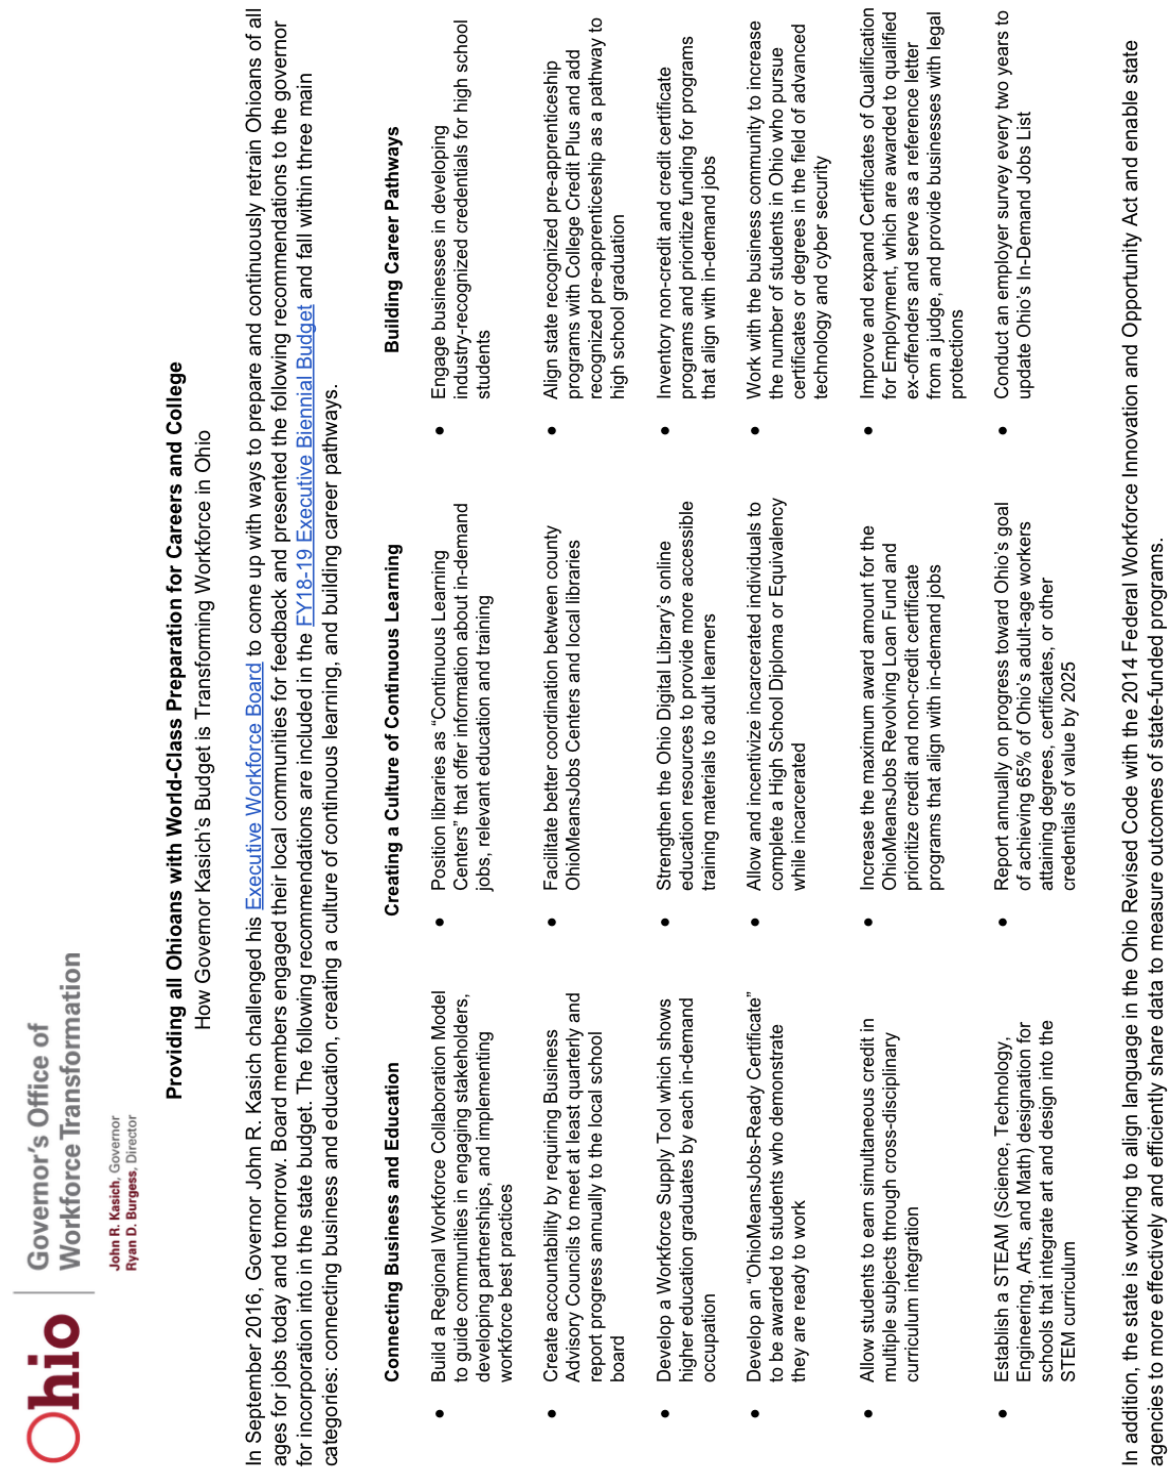 Ohio
Governor's Office of
Workforce Transformation
John R. Kasich, Governor
Ryan D. Burgess, Director
Providing all Ohioans with World-Class Preparation for Careers and College
How Governor Kasich's Budget is Transforming Workforce in Ohio
In September 2016, Governor John R. Kasich challenged his Executive Workforce Board to come up with ways to prepare and continuously retrain Ohioans of all
ages for jobs today and tomorrow. Board members engaged their local communities for feedback and presented the following recommendations to the governor
for incorporation into in the state budget. The following recommendations are included in the FY18-19 Executive Biennial Budget and fall within three main
categories: connecting business and education, creating a culture of continuous learning, and building career pathways.
Connecting Business and Education
• Build a Regional Workforce Collaboration Model
to guide communities in engaging stakeholders,
developing partnerships, and implementing
workforce best practices
• Create accountability by requiring Business
Advisory Councils to meet at least quarterly and
report progress annually to the local school
board
• Develop a Workforce Supply Tool which shows
higher education graduates by each in-demand
occupation
• Develop an “OhioMeansJobs-Ready Certificate”
to be awarded to students who demonstrate
they are ready to work
• Allow students to earn simultaneous credit in
multiple subjects through cross-disciplinary
curriculum integration
• Establish a STEAM (Science, Technology,
Engineering, Arts, and Math) designation for
schools that integrate art and design into the
STEM curriculum
Creating a Culture of Continuous Learning
• Position libraries as “Continuous Learning
Centers” that offer information about in-demand
jobs, relevant education and training
• Facilitate better coordination between county
OhioMeansJobs Centers and local libraries
• Strengthen the Ohio Digital Library's online
education resources to provide more accessible
training materials to adult learners
• Allow and incentivize incarcerated individuals to
complete a High School Diploma or Equivalency
while incarcerated
• Increase the maximum award amount for the
OhioMeansJobs Revolving Loan Fund and
prioritize credit and non-credit certificate
programs that align with in-demand jobs
• Report annually on progress toward Ohio's goal
of achieving 65% of Ohio's adult-age workers
attaining degrees, certificates, or other
credentials of value by 2025
Building Career Pathways
• Engage businesses in developing
industry-recognized credentials for high school
students
• Align state recognized pre-apprenticeship
programs with College Credit Plus and add
recognized pre-apprenticeship as a pathway to
high school graduation
• Inventory non-credit and credit certificate
programs and prioritize funding for programs
that align with in-demand jobs
• Work with the business community to increase
the number of students in Ohio who pursue
certificates or degrees in the field of advanced
technology and cyber security
• Improve and expand Certificates of Qualification
for Employment, which are awarded to qualified
ex-offenders and serve as a reference letter
from a judge, and provide businesses with legal
protections
• Conduct an employer survey every two years to
update Ohio's In-Demand Jobs List
In addition, the state is working to align language in the Ohio Revised Code with the 2014 Federal Workforce Innovation and Opportunity Act and enable state
agencies to more effectively and efficiently share data to measure outcomes of state-funded programs.